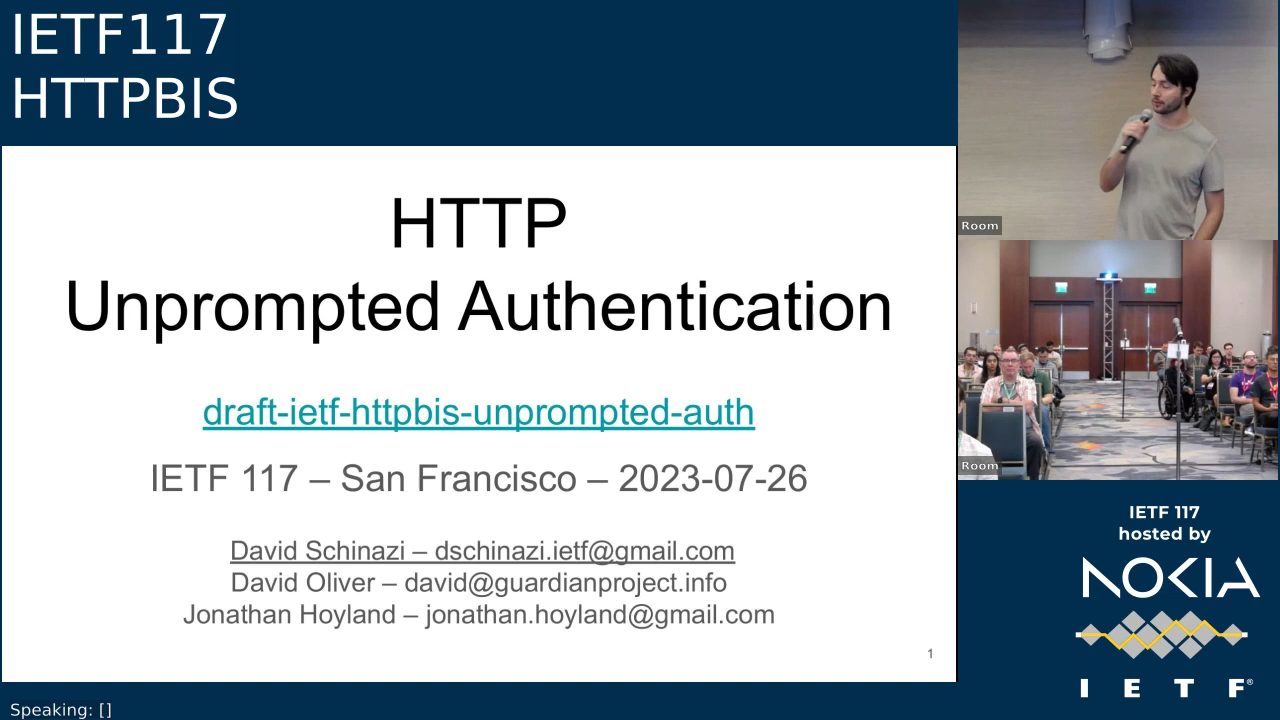 IETF117
HTTPBIS
HTTP
Unprompted Authentication
draft-ietf-httpbis-unprompted-auth
IETF 117 – San Francisco – 2023-07-26
David Schinazi – dschinazi.ietf@gmail.com
David Oliver – david@guardianproject.info
Jonathan Hoyland – jonathan.hoyland@gmail.com
1
Room
Room
IETF 117
hosted by
NOKIA
I E T F®
Speaking: []